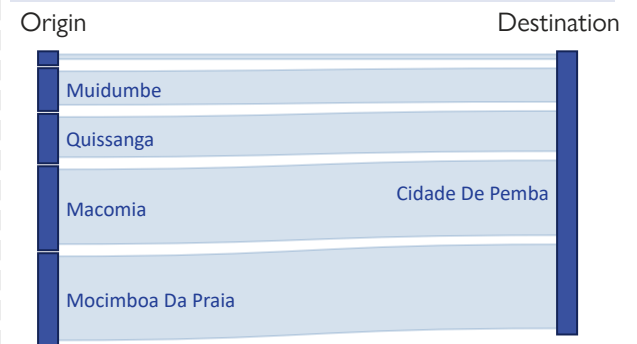 Origin Destination
Muidumbe
Quissanga
Cidade De Pemba
Macomia
Mocimboa Da Praia